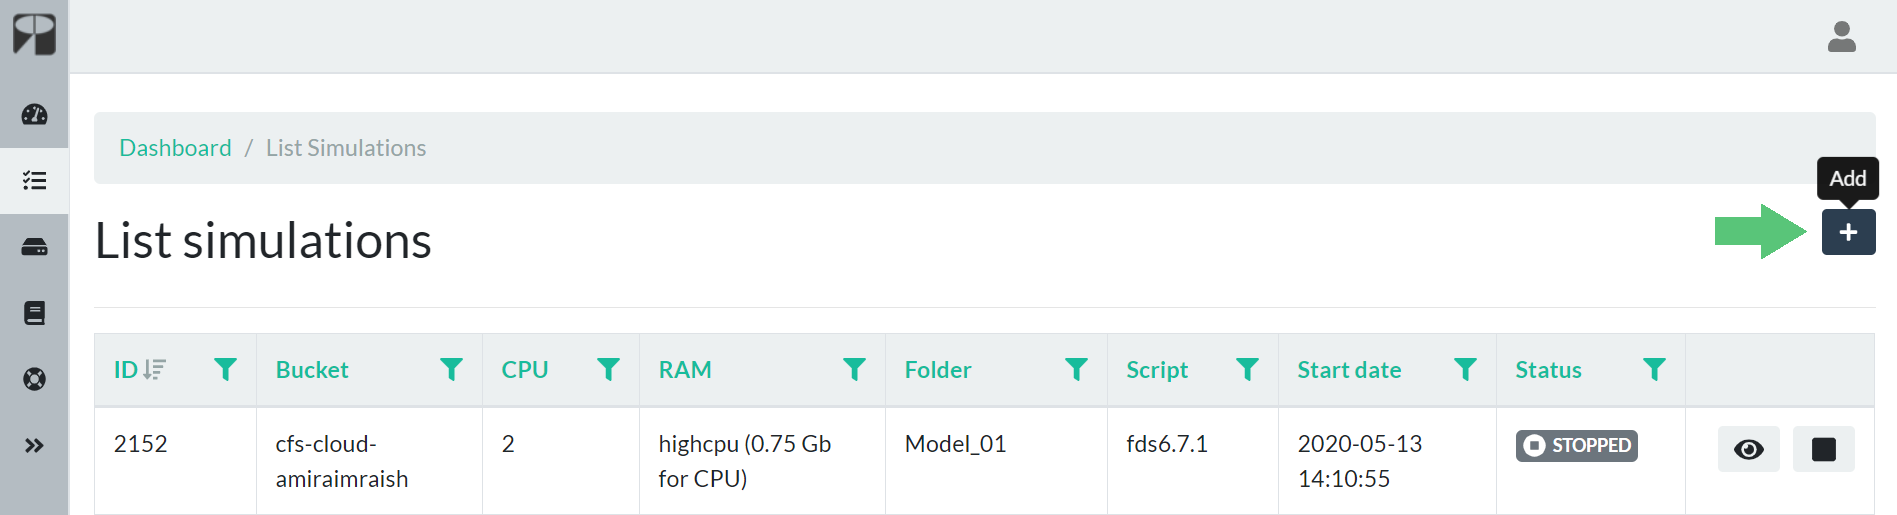 Dashboard / List Simulations
Add
List simulations
ID Bucket CPU RAM Folder Script Start date Status
2152 cfs-cloud- 2 highcpu (0.75 Gb Model_01 fds6.7.1 2020-05-13 STOPPED
amiraimraish for CPU) 14:10:55